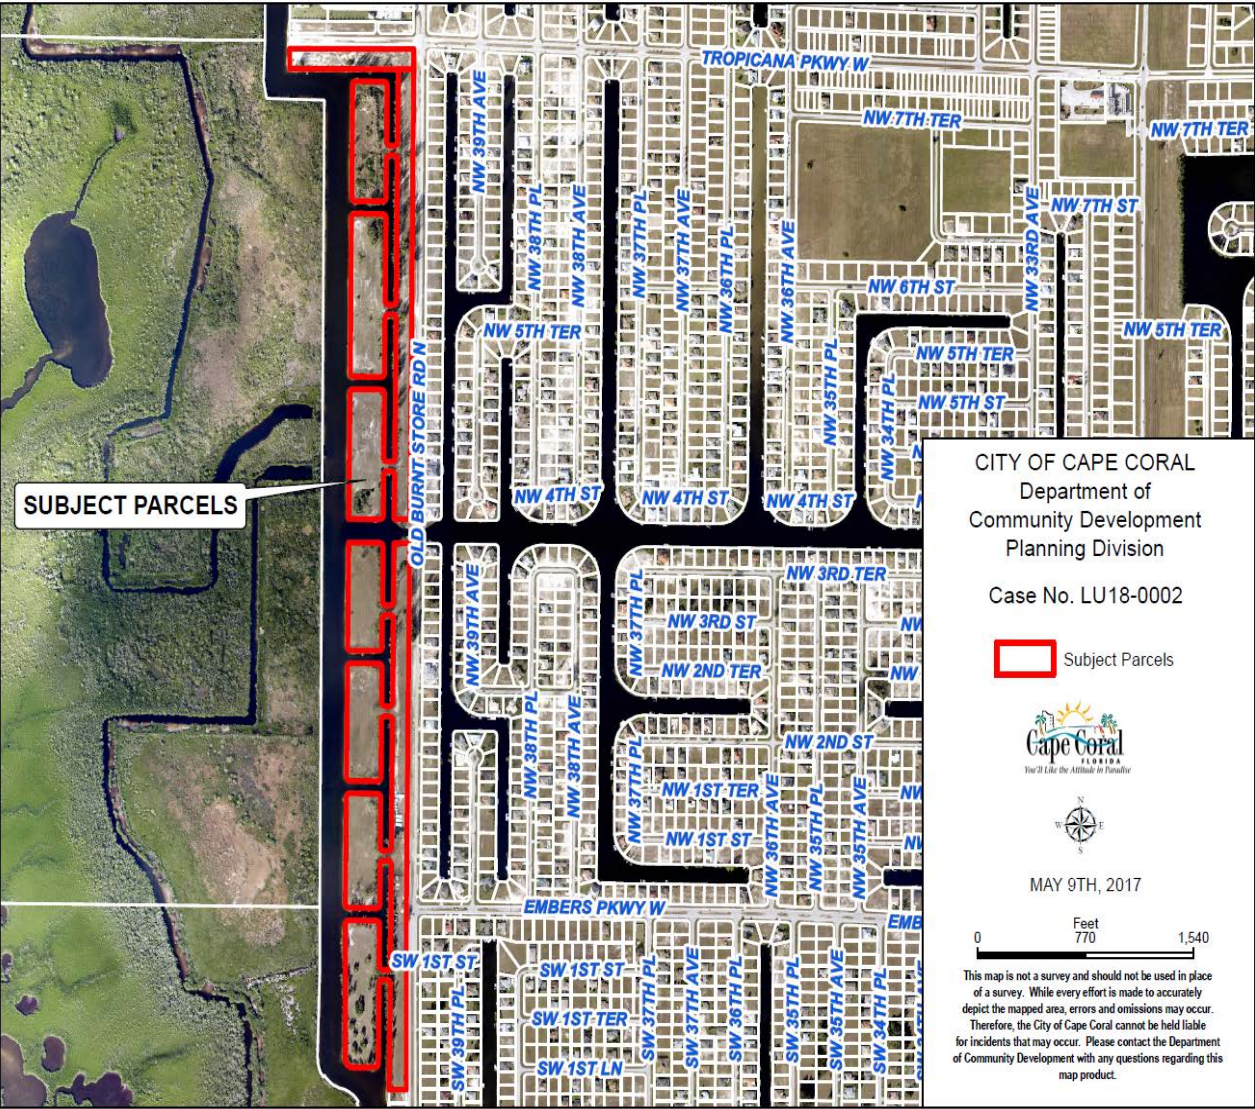 TROPICANA PKWY W
NW 7TH TER
NW 7TH TER
NW 39TH AVE
NW 38TH PL
NW 38TH AVE
NW 37TH PL
NW 37TH AVE
NW 36TH PL
NW 36TH AVE
NW 33RD AVE
NW 7TH ST
NW 6TH ST
NW 5TH TER
NW 5TH TER
NW 5TH TER
NW 5TH ST
NW 35TH PL
NW 34TH PL
OLD BURNT STORE RD N
SUBJECT PARCELS
NW 4TH ST
NW 4TH ST
NW 4TH ST
N
NW 39TH AVE
NW 37TH PL
NW 3RD TER
NW 3RD ST
NW
NW 2ND TER
NW
NW 38TH PL
NW 38TH AVE
NW 37TH PL
NW 2ND ST
NW 1ST TER
NW
NW 1ST ST
NW
NW 36TH AVE
NW 35TH PL
NW 35TH AVE
EMBERS PKWY W
EMB
SW 1ST ST
SW 1ST ST
SW 1ST TER
SW 1ST LN
SW 39TH PL
SW 37TH PL
SW 37TH AVE
SW 36TH PL
SW 35TH PL
SW 35TH AVE
SW 34TH PL
CITY OF CAPE CORAL
Department of
Community Development
Planning Division
Case No. LU18-0002
Subject Parcels
Cape Coral
FLORIDA
You'll Like the Attitude in Paradise
N
W E
S
MAY 9TH, 2017
Feet
0 770 1,540
This map is not a survey and should not be used in place
of a survey. While every effort is made to accurately
depict the mapped area, errors and omissions may occur.
Therefore, the City of Cape Coral cannot be held liable
for incidents that may occur. Please contact the Department
of Community Development with any questions regarding this
map product.